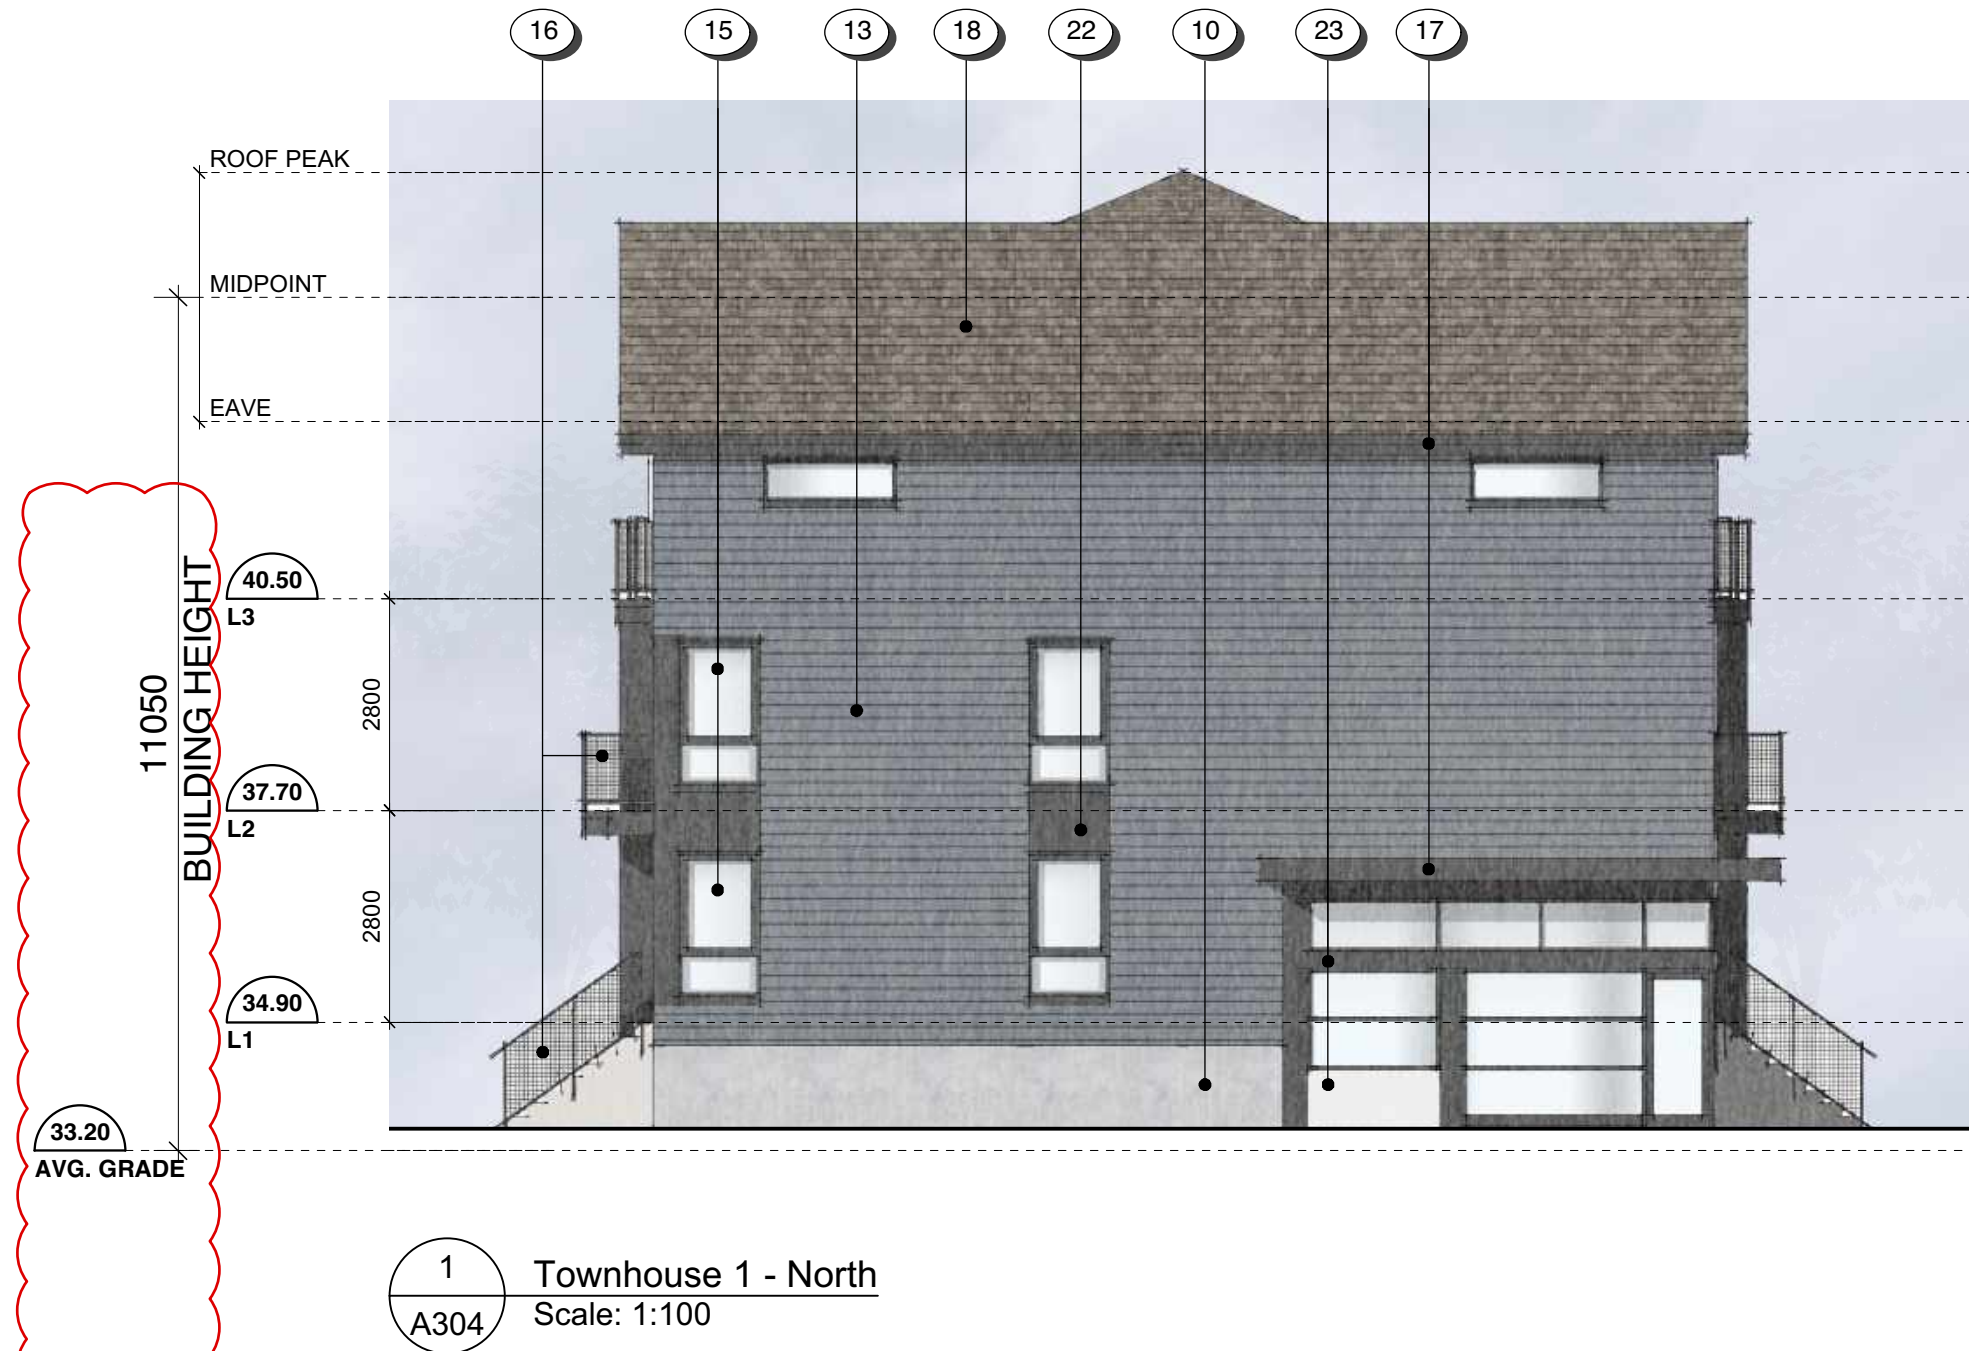 16 15 13 18 22 10 23 17
ROOF PEAK
MIDPOINT
EAVE
11050
BUILDING HEIGHT
40.50
L3
2800
37.70
L2
2800
34.90
L1
33.20
AVG. GRADE
1
A304
Townhouse 1 - North
Scale: 1:100